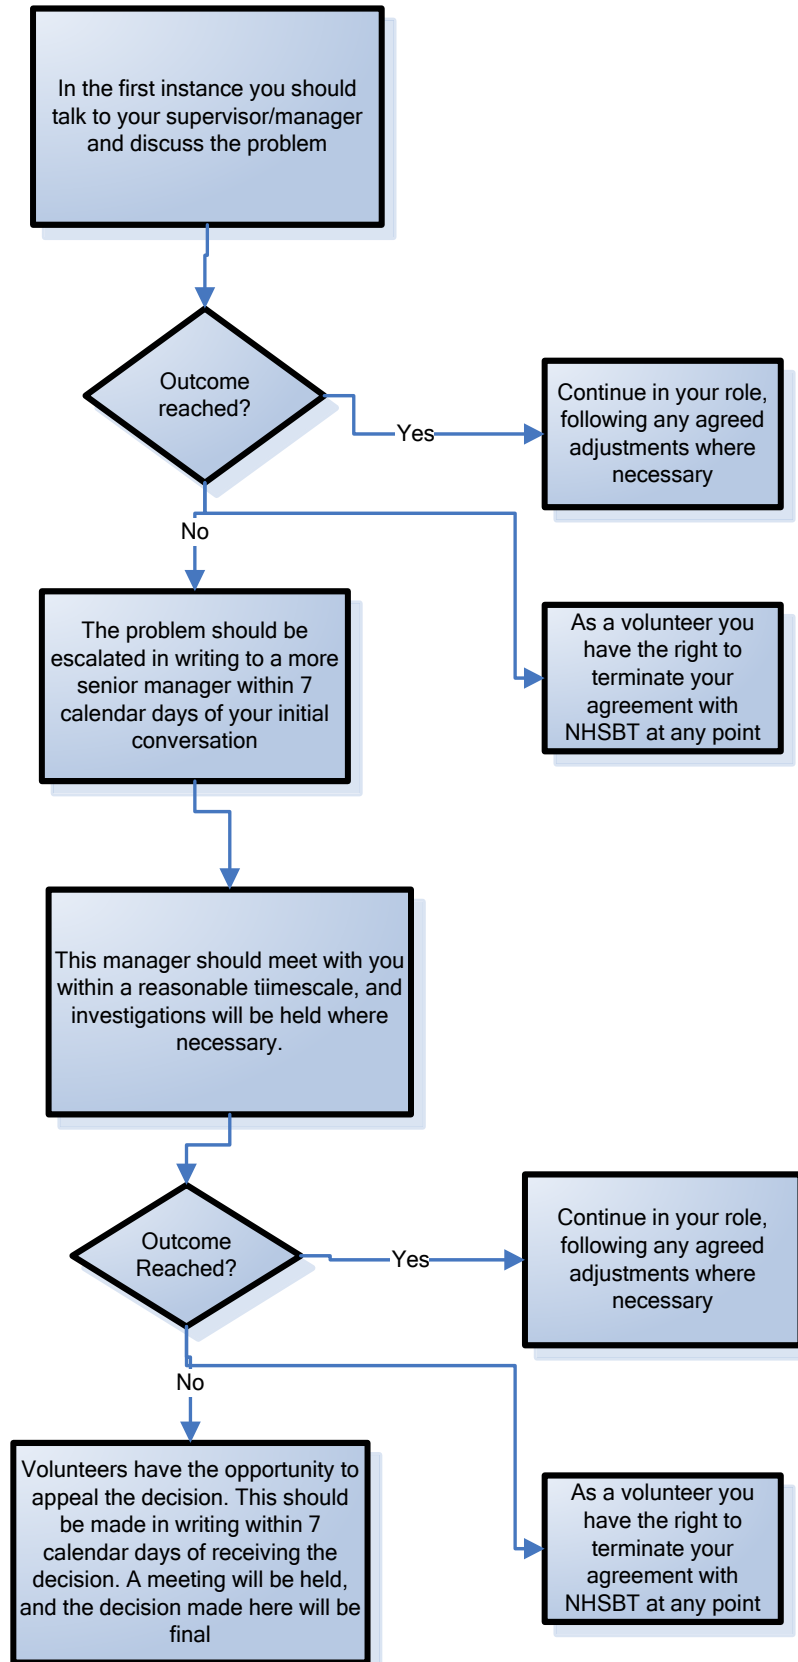 In the first instance you should
talk to your supervisor/manager
and discuss the problem
Outcome
reached?
Yes
Continue in your role,
following any agreed
adjustments where
necessary
No
The problem should be
escalated in writing to a more
senior manager within 7
calendar days of your initial
conversation
As a volunteer you
have the right to
terminate your
agreement with
NHSBT at any point
This manager should meet with you
within a reasonable tiimescale, and
investigations will be held where
necessary.
Outcome
Reached?
Yes
Continue in your role,
following any agreed
adjustments where
necessary
No
Volunteers have the opportunity to
appeal the decision. This should
be made in writing within 7
calendar days of receiving the
decision. A meeting will be held,
and the decision made here will be
final
As a volunteer you
have the right to
terminate your
agreement with
NHSBT at any point